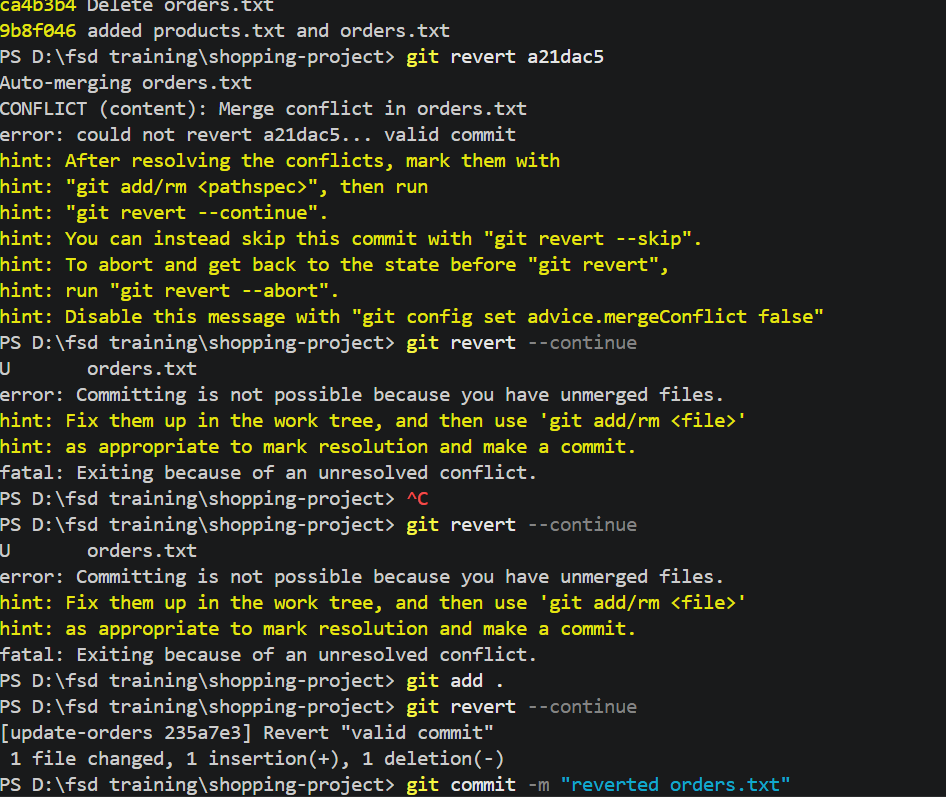 ca4b3b4 Delete orders.txt
9b8f046 added products.txt and orders.txt
PS D:\fsd training\shopping-project> git revert a21dac5
Auto-merging orders.txt
CONFLICT (content): Merge conflict in orders.txt
error: could not revert a21dac5... valid commit
hint: After resolving the conflicts, mark them with
hint: "git add/rm <pathspec>", then run
hint: "git revert --continue".
hint: You can instead skip this commit with "git revert --skip".
hint: To abort and get back to the state before "git revert",
hint: run "git revert --abort".
hint: Disable this message with "git config set advice.mergeConflict false"
PS D:\fsd training\shopping-project> git revert --continue
U       orders.txt
error: Committing is not possible because you have unmerged files.
hint: Fix them up in the work tree, and then use 'git add/rm <file>'
hint: as appropriate to mark resolution and make a commit.
fatal: Exiting because of an unresolved conflict.
PS D:\fsd training\shopping-project> ^C
PS D:\fsd training\shopping-project> git revert --continue
U       orders.txt
error: Committing is not possible because you have unmerged files.
hint: Fix them up in the work tree, and then use 'git add/rm <file>'
hint: as appropriate to mark resolution and make a commit.
fatal: Exiting because of an unresolved conflict.
PS D:\fsd training\shopping-project> git add .
PS D:\fsd training\shopping-project> git revert --continue
[update-orders 235a7e3] Revert "valid commit"
 1 file changed, 1 insertion(+), 1 deletion(-)
PS D:\fsd training\shopping-project> git commit -m "reverted orders.txt"